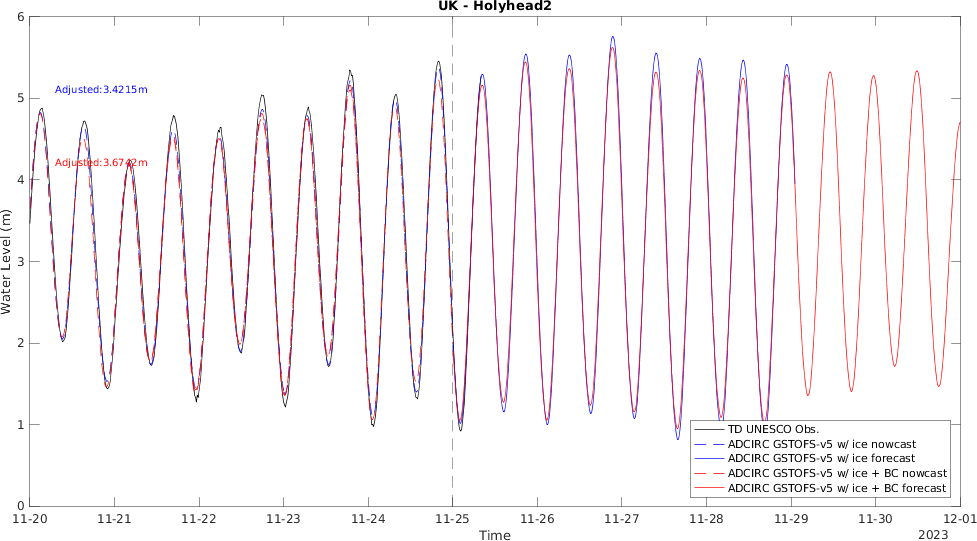 UK - Holyhead2
6
5
4
3
2
1
0
Water Level (m)
Adjusted:3.4215m
Adjusted:3.6742m
TD UNESCO Obs.
ADCIRC GSTOFS-v5 w/ ice nowcast
ADCIRC GSTOFS-v5 w/ ice forecast
ADCIRC GSTOFS-v5 w/ ice + BC nowcast
ADCIRC GSTOFS-v5 w/ ice + BC forecast
11-20 11-21 11-22 11-23 11-24 11-25 11-26 11-27 11-28 11-29 11-30 12-01
Time
2023